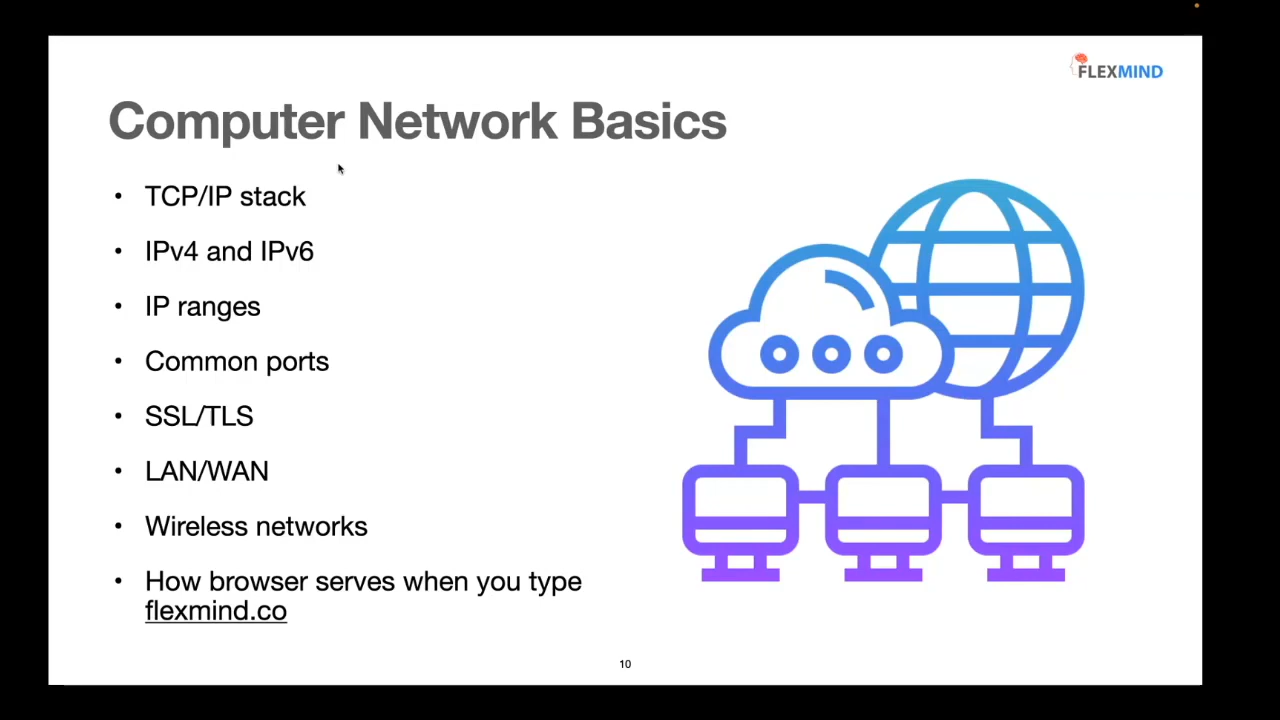 FLEXMIND
Computer Network Basics
• TCP/IP stack
• IPv4 and IPv6
• IP ranges
• Common ports
• SSL/TLS
• LAN/WAN
• Wireless networks
• How browser serves when you type
flexmind.co
10